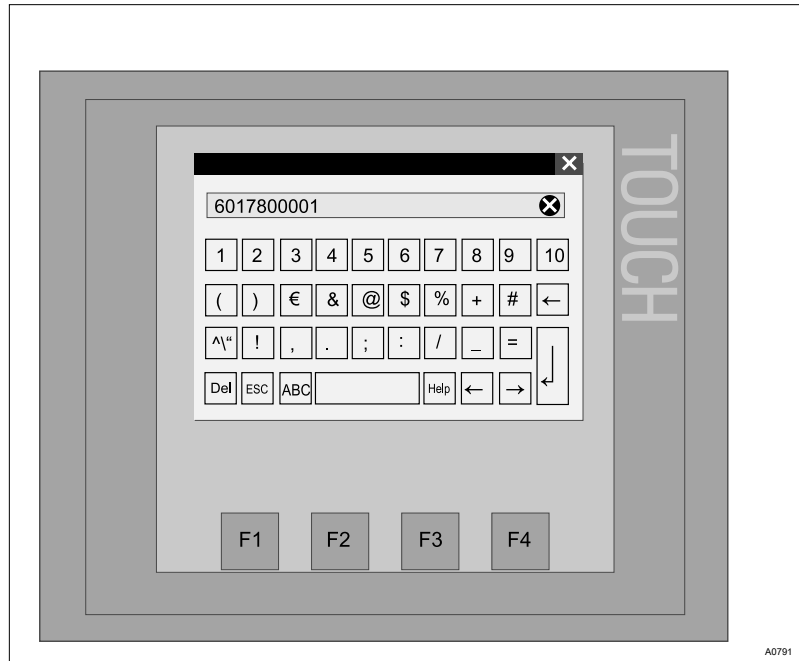 6017800001
1 2 3 4 5 6 7 8 9 10
( ) € & @ $ % + # ←
^\“ ! , . ; : / _ =
Del ESC ABC Help ← → ↵
TOUCH
F1 F2 F3 F4
A0791